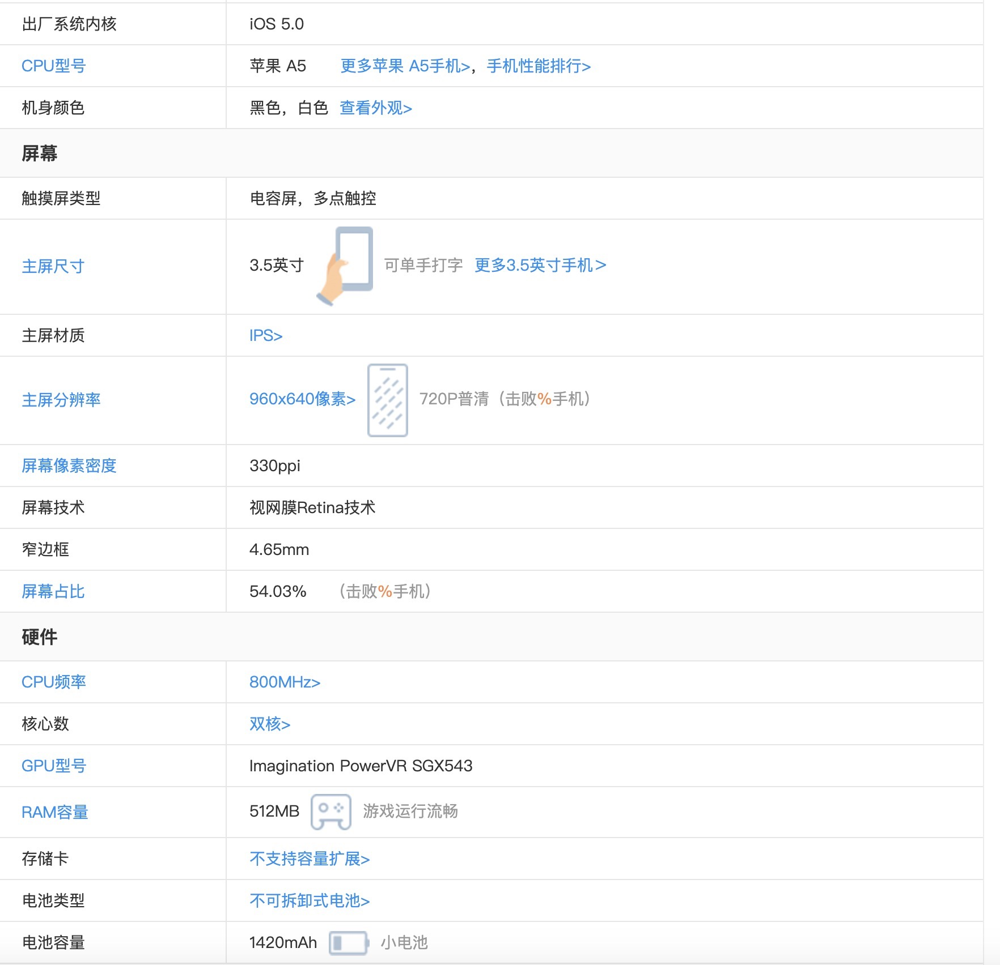 出厂系统内核 iOS 5.0
CPU型号 苹果 A5 更多苹果 A5手机>，手机性能排行>
机身颜色 黑色，白色 查看外观>
屏幕
触摸屏类型 电容屏，多点触控
主屏尺寸 3.5英寸 可单手打字 更多3.5英寸手机>
主屏材质 IPS>
主屏分辨率 960x640像素> 720P普清（击败%手机）
屏幕像素密度 330ppi
屏幕技术 视网膜Retina技术
窄边框 4.65mm
屏幕占比 54.03% （击败%手机）
硬件
CPU频率 800MHz>
核心数 双核>
GPU型号 Imagination PowerVR SGX543
RAM容量 512MB 游戏运行流畅
存储卡 不支持容量扩展>
电池类型 不可拆卸式电池>
电池容量 1420mAh 小电池